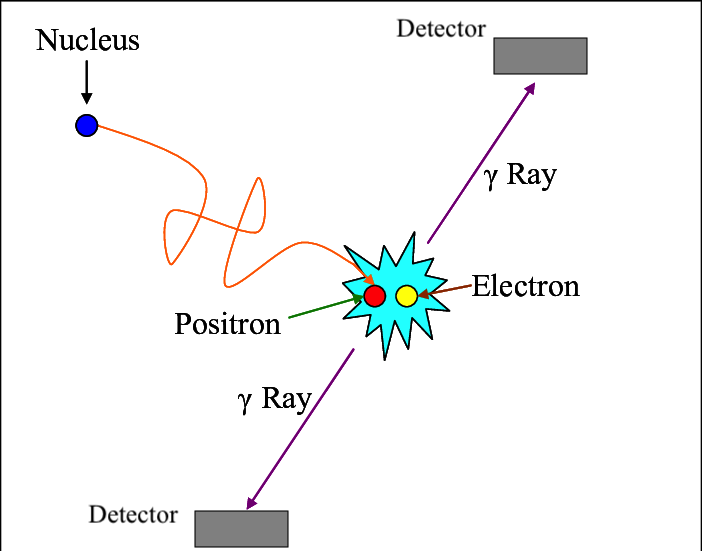 Detector
Nucleus
γ Ray
Electron
Positron
γ Ray
Detector